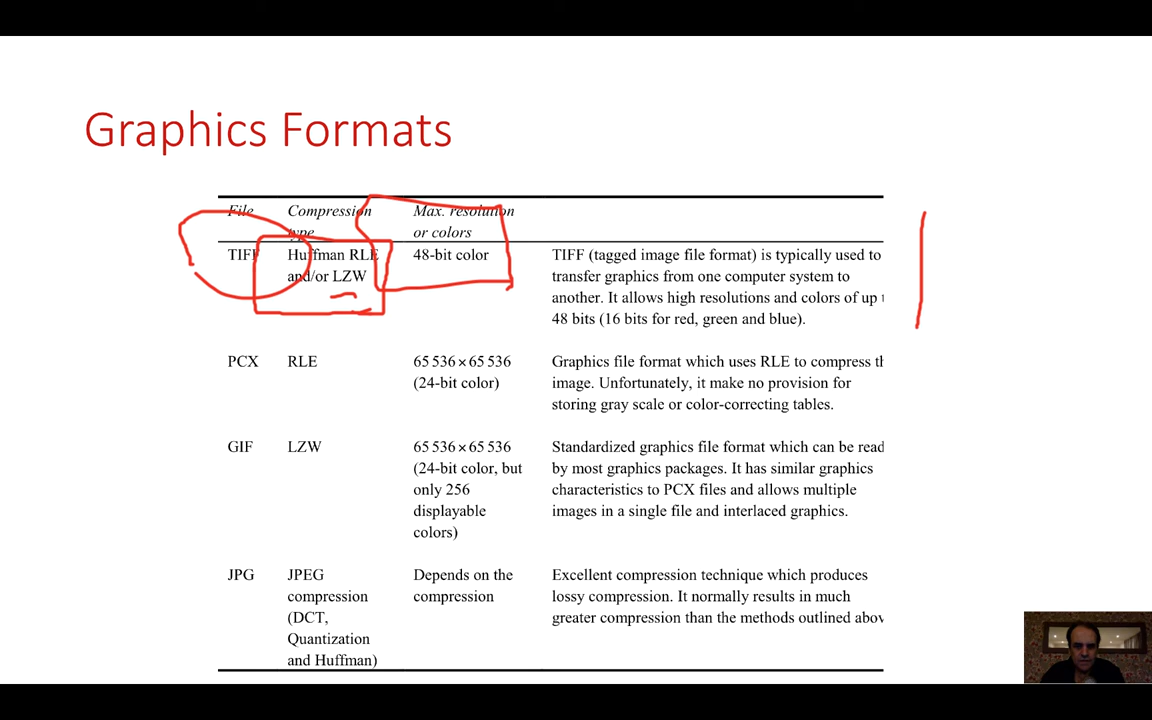 Graphics Formats
File Compression type Max. resolution or colors
TIFF Huffman RLE and/or LZW 48-bit color TIFF (tagged image file format) is typically used to
transfer graphics from one computer system to
another. It allows high resolutions and colors of up
48 bits (16 bits for red, green and blue).
PCX RLE 65 536×65 536 (24-bit color) Graphics file format which uses RLE to compress th
image. Unfortunately, it make no provision for
storing gray scale or color-correcting tables.
GIF LZW 65 536×65 536 (24-bit color, but only 256 displayable colors) Standardized graphics file format which can be read
by most graphics packages. It has similar graphics
characteristics to PCX files and allows multiple
images in a single file and interlaced graphics.
JPG JPEG compression (DCT, Quantization and Huffman) Depends on the compression Excellent compression technique which produces
lossy compression. It normally results in much
greater compression than the methods outlined abov